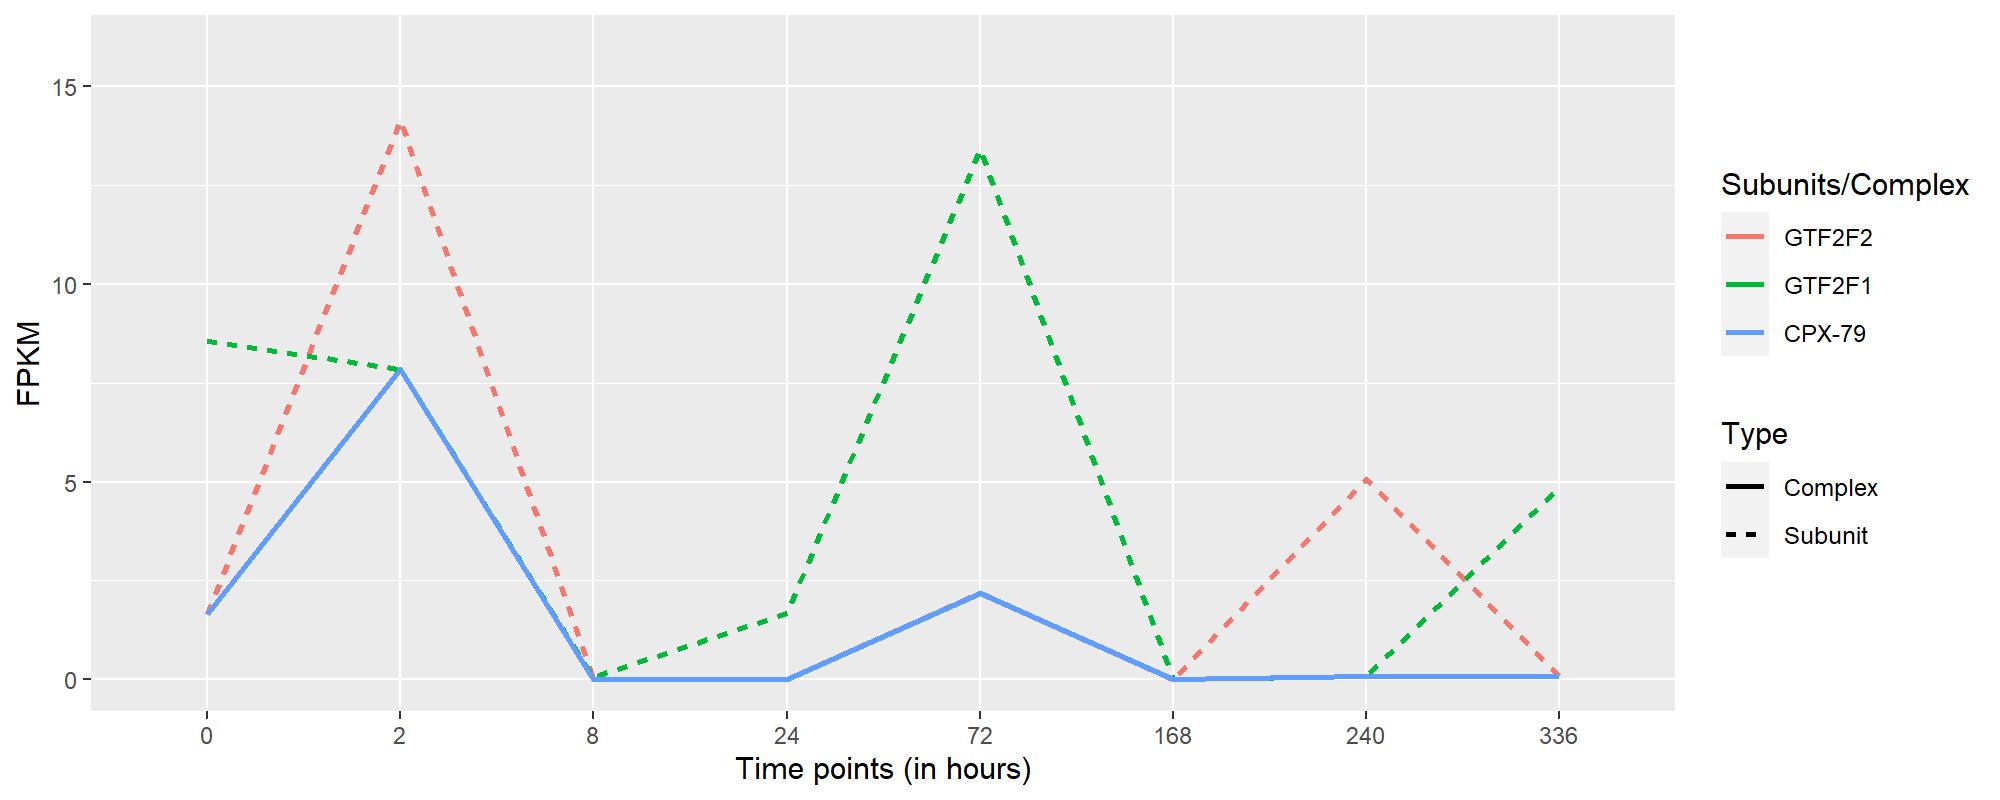 FPKM
15
10
5
0
0 2 8 24 72 168 240 336
Time points (in hours)
Subunits/Complex
GTF2F2
GTF2F1
CPX-79
Type
Complex
Subunit